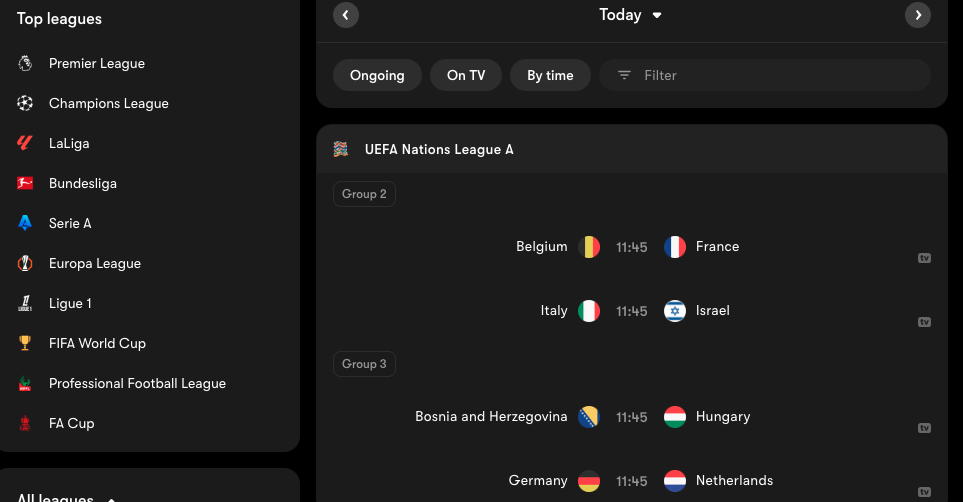 Top leagues
Premier League
Champions League
LaLiga
Bundesliga
Serie A
Europa League
Ligue 1
FIFA World Cup
Professional Football League
FA Cup
All leagues
Today
Ongoing
On TV
By time
Filter
UEFA Nations League A
Group 2
Belgium 11:45 France
tv
Italy 11:45 Israel
tv
Group 3
Bosnia and Herzegovina 11:45 Hungary
tv
Germany 11:45 Netherlands
tv